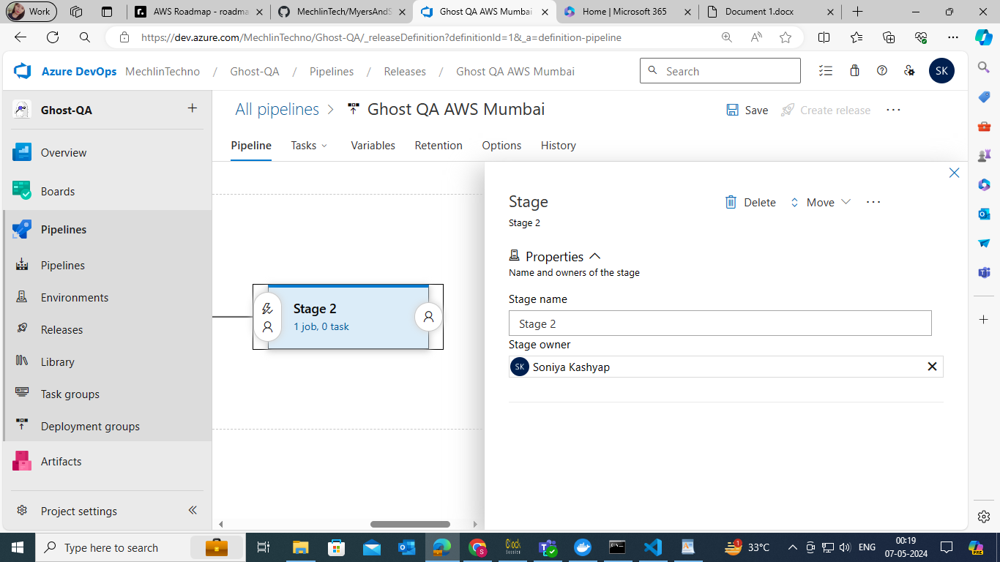 Work
AWS Roadmap - roadma
MechlinTech/MyersAndS
Ghost QA AWS Mumbai
Home | Microsoft 365
Document 1.docx
https://dev.azure.com/MechlinTechno/Ghost-QA/_releaseDefinition?definitionId=1&_a=definition-pipeline
Azure DevOps MechlinTechno / Ghost-QA / Pipelines / Releases / Ghost QA AWS Mumbai
Search
SK
Ghost-QA
All pipelines > Ghost QA AWS Mumbai
Save
Create release
Pipeline Tasks Variables Retention Options History
Overview
Boards
Pipelines
Pipelines
Environments
Releases
Library
Task groups
Deployment groups
Artifacts
Project settings
Stage 2
1 job, 0 task
Stage
Delete
Move
Stage 2
Properties
Name and owners of the stage
Stage name
Stage 2
Stage owner
SK Soniya Kashyap
Type here to search
33°C
ENG
00:19
07-05-2024